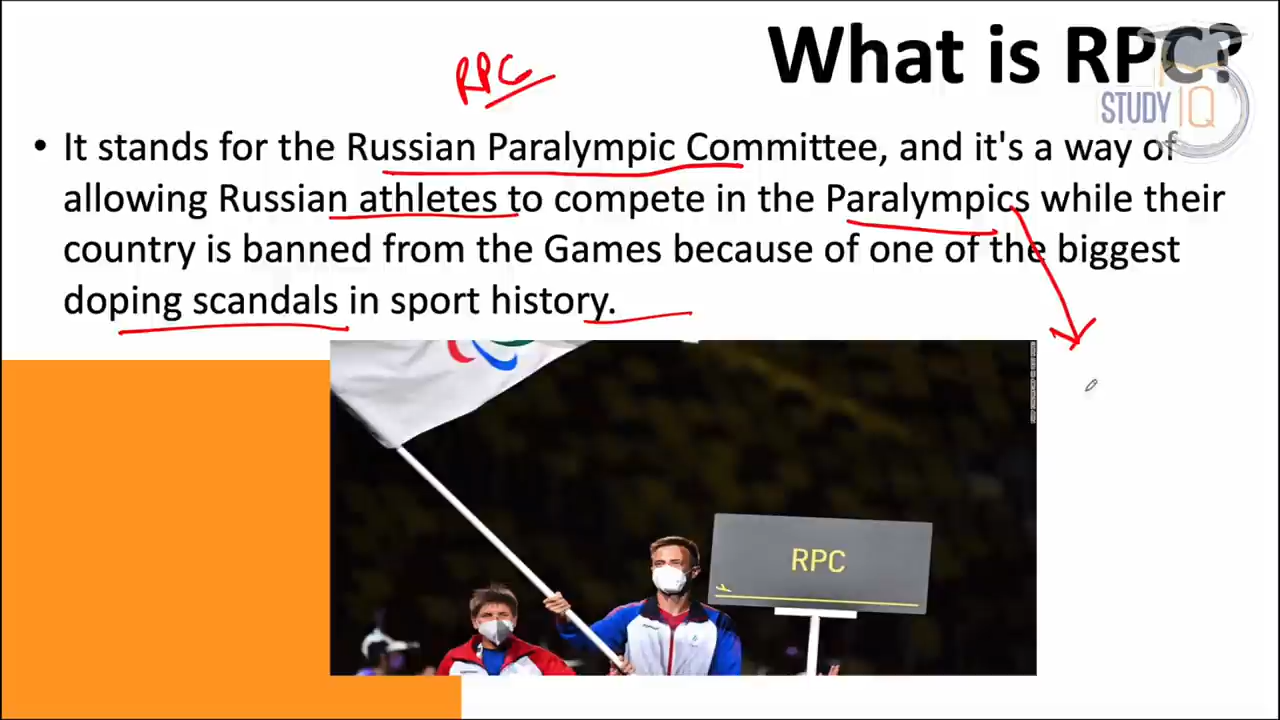 What is RPC?
STUDY IQ
RPC
• It stands for the Russian Paralympic Committee, and it's a way of
allowing Russian athletes to compete in the Paralympics while their
country is banned from the Games because of one of the biggest
doping scandals in sport history.
RPC